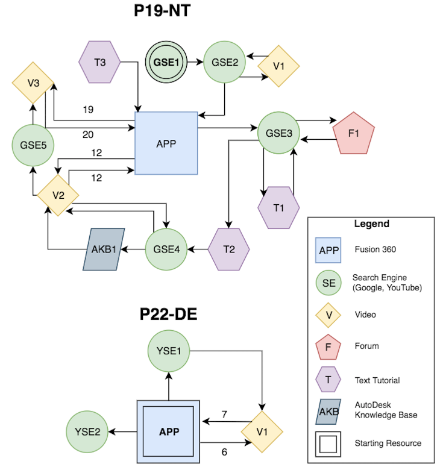 P19-NT
T3
GSE1
GSE2
V1
V3
19
20
APP
GSE3
F1
GSE5
12
12
V2
T1
AKB1
GSE4
T2
Legend
APP
Fusion 360
SE
Search Engine
(Google, YouTube)
V
Video
F
Forum
T
Text Tutorial
AKB
AutoDesk
Knowledge Base
Starting Resource
P22-DE
YSE1
YSE2
APP
7
6
V1